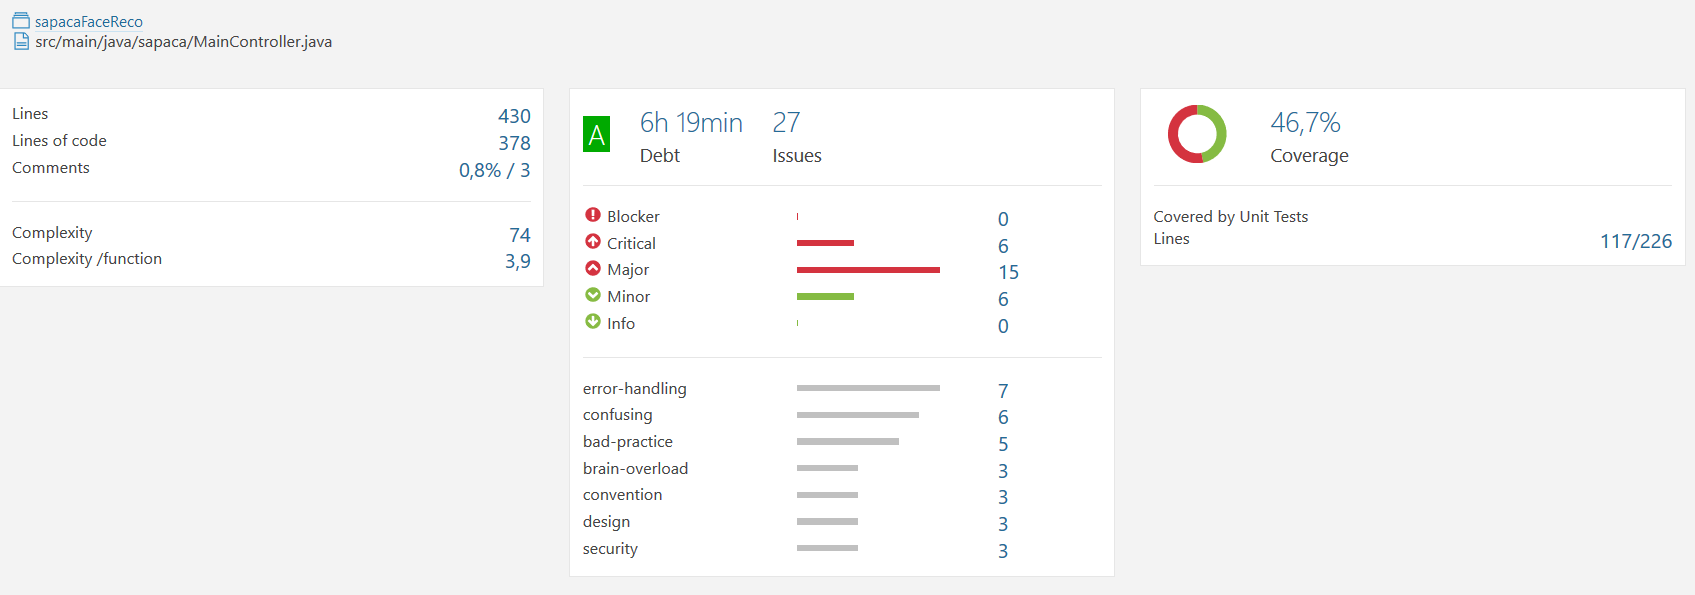 sapacaFaceReco
src/main/java/sapaca/MainController.java
Lines 430
Lines of code 378
Comments 0,8% / 3
Complexity 74
Complexity /function 3,9
A
6h 19min 27
Debt Issues
Blocker 0
Critical 6
Major 15
Minor 6
Info 0
error-handling 7
confusing 6
bad-practice 5
brain-overload 3
convention 3
design 3
security 3
46,7%
Coverage
Covered by Unit Tests
Lines 117/226